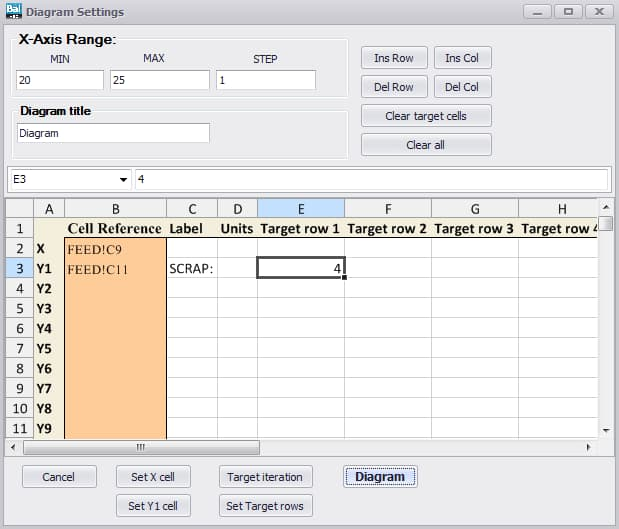 Bal Diagram Settings
X-Axis Range:
MIN MAX STEP
20 25 1
Ins Row Ins Col
Del Row Del Col
Clear target cells
Clear all
Diagram title
Diagram
E3 4
A B C D E F G H
1 Cell Reference Label Units Target row 1 Target row 2 Target row 3 Target row 4
2 X FEED!C9
3 Y1 FEED!C11 SCRAP: 4
4 Y2
5 Y3
6 Y4
7 Y5
8 Y6
9 Y7
10 Y8
11 Y9
Cancel Set X cell Target iteration Diagram
Set Y1 cell Set Target rows